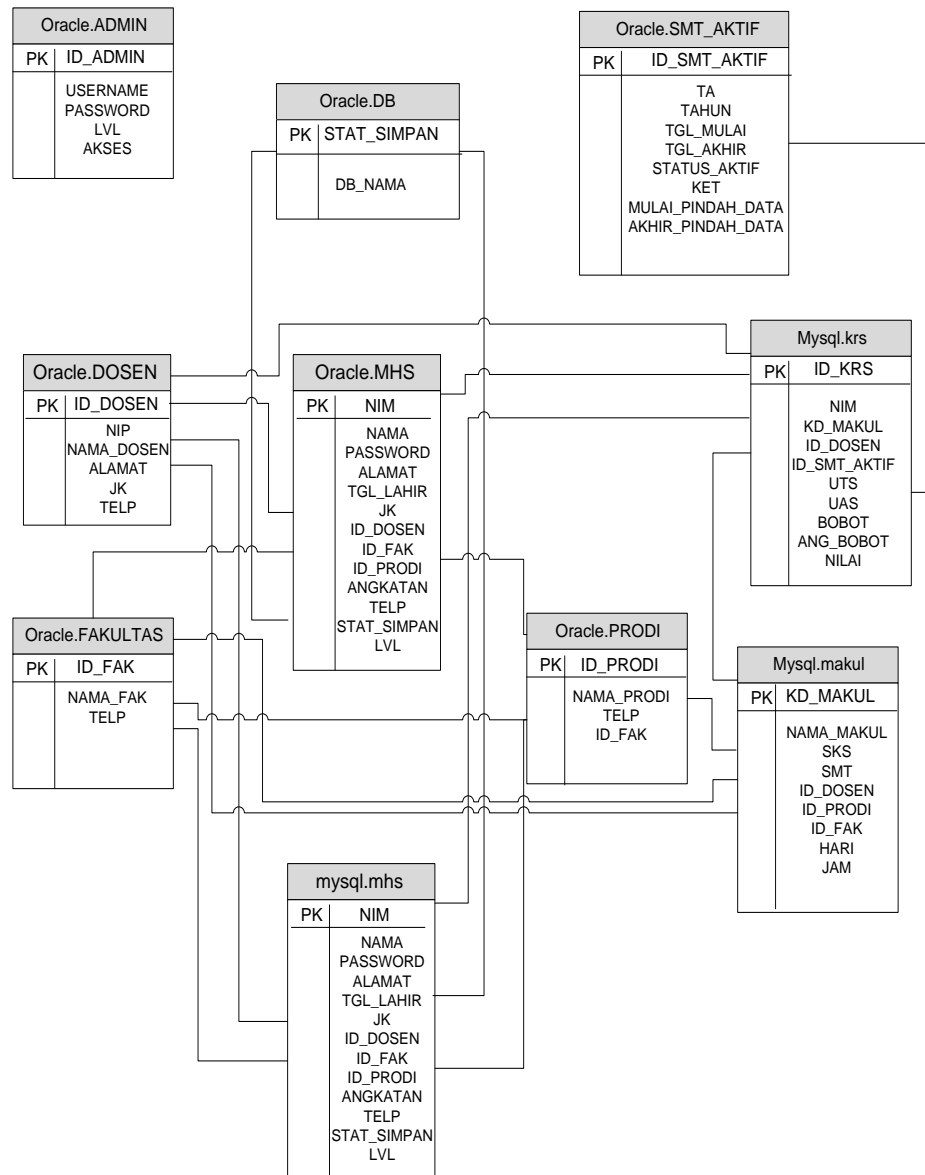 Oracle.ADMIN
PK ID_ADMIN
USERNAME
PASSWORD
LVL
AKSES
Oracle.DB
PK STAT_SIMPAN
DB_NAMA
Oracle.SMT_AKTIF
PK ID_SMT_AKTIF
TA
TAHUN
TGL_MULAI
TGL_AKHIR
STATUS_AKTIF
KET
MULAI_PINDAH_DATA
AKHIR_PINDAH_DATA
Oracle.DOSEN
PK ID_DOSEN
NIP
NAMA_DOSEN
ALAMAT
JK
TELP
Oracle.MHS
PK NIM
NAMA
PASSWORD
ALAMAT
TGL_LAHIR
JK
ID_DOSEN
ID_FAK
ID_PRODI
ANGKATAN
TELP
STAT_SIMPAN
LVL
Mysql.krs
PK ID_KRS
NIM
KD_MAKUL
ID_DOSEN
ID_SMT_AKTIF
UTS
UAS
BOBOT
ANG_BOBOT
NILAI
Oracle.FAKULTAS
PK ID_FAK
NAMA_FAK
TELP
Oracle.PRODI
PK ID_PRODI
NAMA_PRODI
TELP
ID_FAK
Mysql.makul
PK KD_MAKUL
NAMA_MAKUL
SKS
SMT
ID_DOSEN
ID_PRODI
ID_FAK
HARI
JAM
mysql.mhs
PK NIM
NAMA
PASSWORD
ALAMAT
TGL_LAHIR
JK
ID_DOSEN
ID_FAK
ID_PRODI
ANGKATAN
TELP
STAT_SIMPAN
LVL